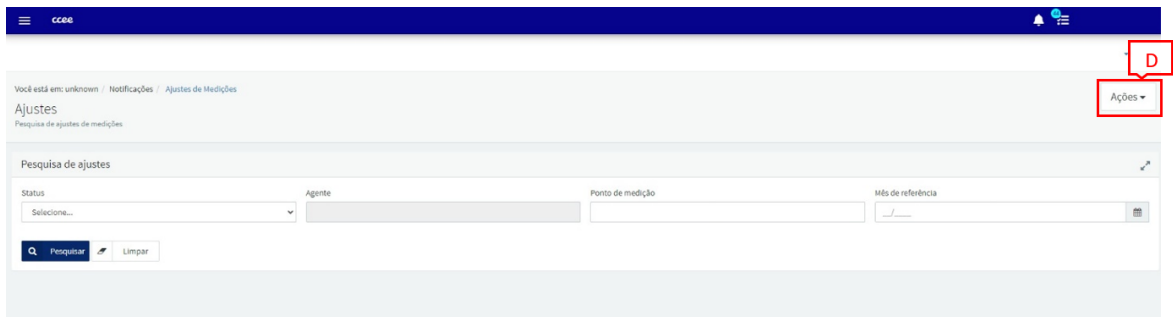 ccee
D
Você está em: unknown / Notificações / Ajustes de Medições
Ações
Ajustes
Pesquisa de ajustes de medições
Pesquisa de ajustes
Status
Agente
Ponto de medição
Mês de referência
Selecione...
__/____
Pesquisar
Limpar